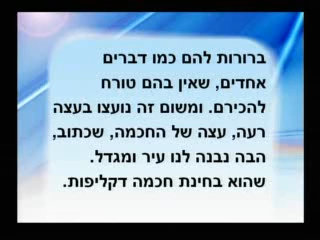 ברורות להם כמו דברים
אחדים, שאין בהם טורח
להכירם. ומשום זה נועצו בעצה
רעה, עצה של החכמה, שכתוב,
הבה נבנה לנו עיר ומגדל.
שהוא בחינת חכמה דקליפות.